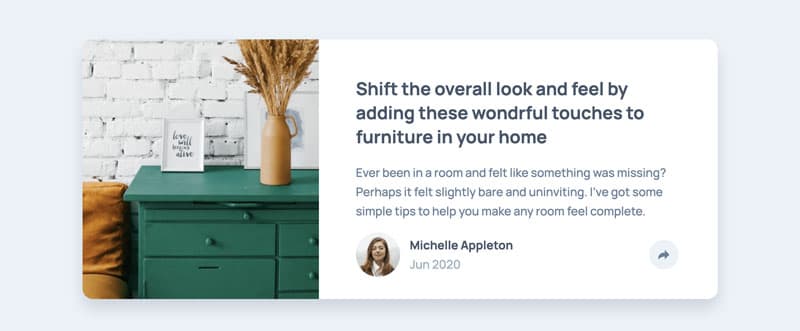 love
will
keep us
alive
Shift the overall look and feel by
adding these wondrful touches to
furniture in your home
Ever been in a room and felt like something was missing?
Perhaps it felt slightly bare and uninviting. I've got some
simple tips to help you make any room feel complete.
Michelle Appleton
Jun 2020